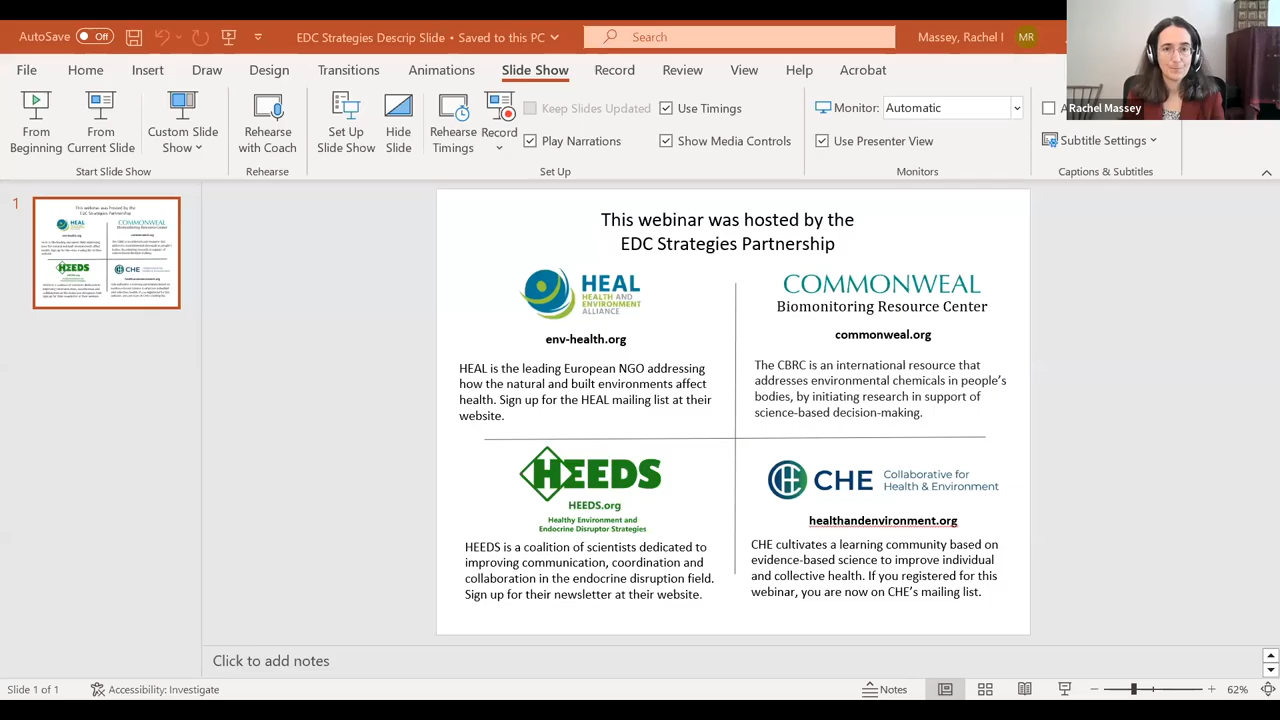 AutoSave Off
EDC Strategies Descrip Slide • Saved to this PC
Search
Massey, Rachel I MR
Rachel Massey
File Home Insert Draw Design Transitions Animations Slide Show Record Review View Help Acrobat
From Beginning
From Current Slide
Custom Slide Show
Start Slide Show
Rehearse with Coach
Rehearse
Set Up Slide Show
Hide Slide
Rehearse Timings
Record
Keep Slides Updated
Use Timings
Play Narrations
Show Media Controls
Set Up
Monitor: Automatic
Use Presenter View
Monitors
Subtitle Settings
Captions & Subtitles
1
This webinar was hosted by the
EDC Strategies Partnership
HEAL
HEALTH AND
ENVIRONMENT
ALLIANCE
env-health.org
HEAL is the leading European NGO addressing
how the natural and built environments affect
health. Sign up for the HEAL mailing list at their
website.
COMMONWEAL
Biomonitoring Resource Center
commonweal.org
The CBRC is an international resource that
addresses environmental chemicals in people’s
bodies, by initiating research in support of
science-based decision-making.
HEEDS
HEEDS.org
Healthy Environment and
Endocrine Disruptor Strategies
HEEDS is a coalition of scientists dedicated to
improving communication, coordination and
collaboration in the endocrine disruption field.
Sign up for their newsletter at their website.
CHE Collaborative for
Health & Environment
healthandenvironment.org
CHE cultivates a learning community based on
evidence-based science to improve individual
and collective health. If you registered for this
webinar, you are now on CHE’s mailing list.
Click to add notes
Slide 1 of 1
Accessibility: Investigate
Notes
62%